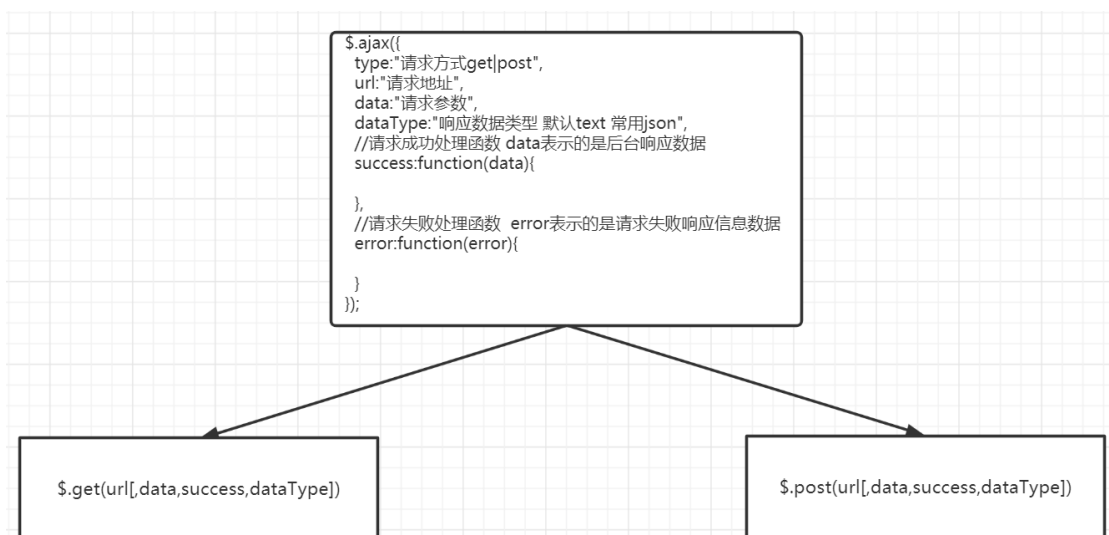 $.ajax({
type:"请求方式get|post",
url:"请求地址",
data:"请求参数",
dataType:"响应数据类型 默认text 常用json",
//请求成功处理函数 data表示的是后台响应数据
success:function(data){
},
//请求失败处理函数  error表示的是请求失败响应信息数据
error:function(error){
}
});
$.get(url[,data,success,dataType])
$.post(url[,data,success,dataType])